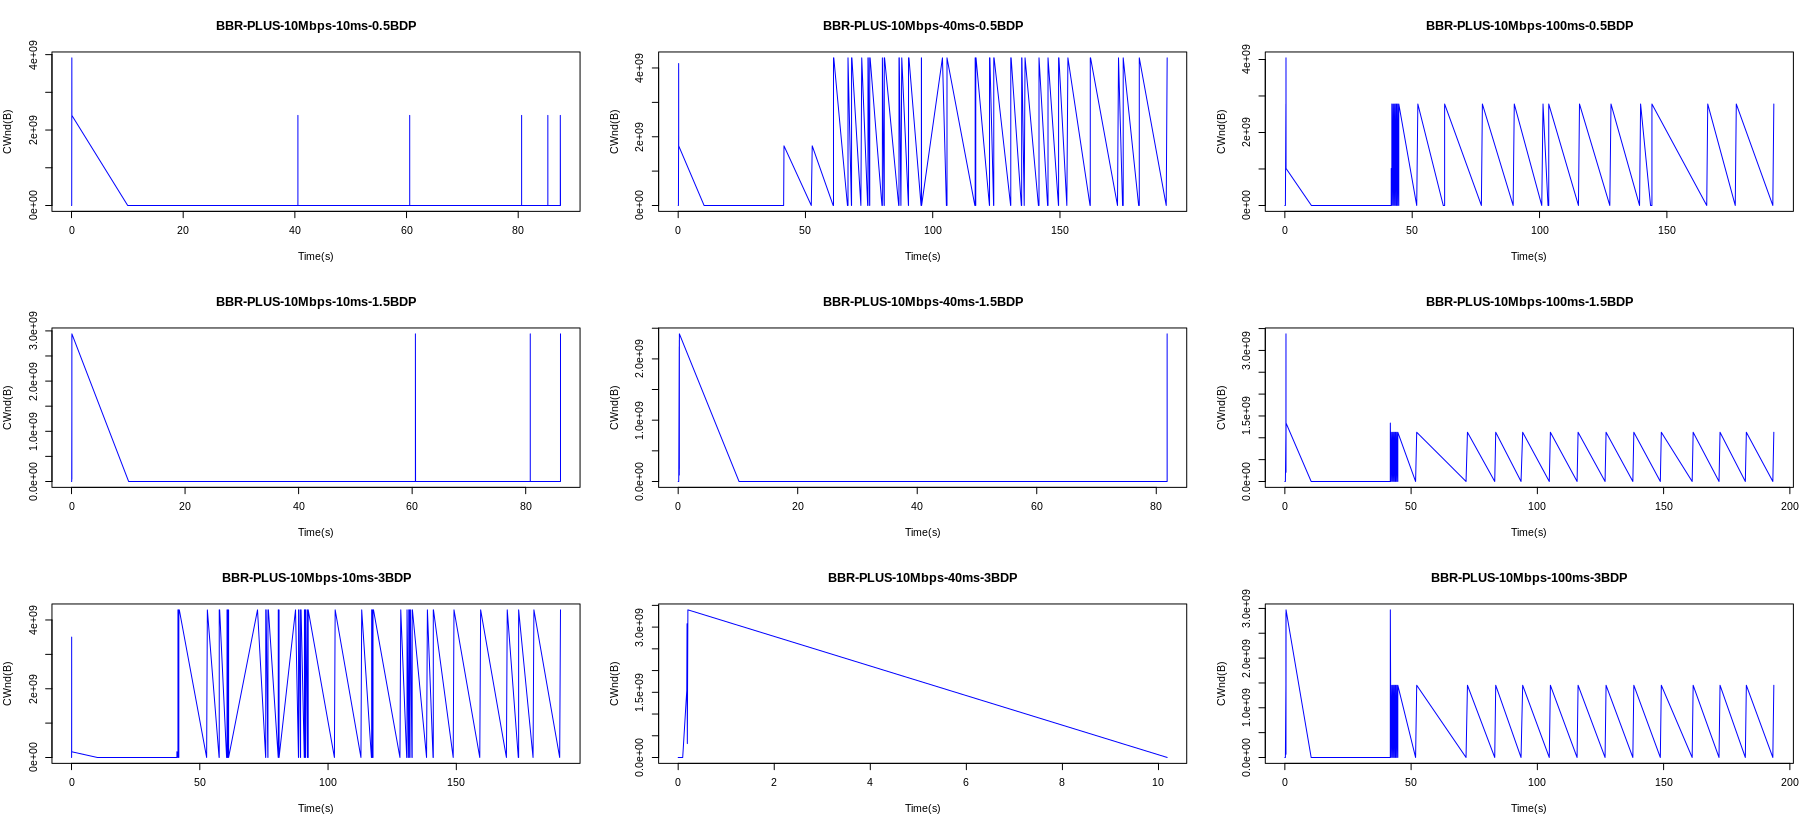 BBR-PLUS-10Mbps-10ms-0.5BDP
CWnd(B)
0e+00 2e+09 4e+09
0 20 40 60 80
Time(s)
BBR-PLUS-10Mbps-40ms-0.5BDP
CWnd(B)
0e+00 2e+09 4e+09
0 50 100 150
Time(s)
BBR-PLUS-10Mbps-100ms-0.5BDP
CWnd(B)
0e+00 2e+09 4e+09
0 50 100 150
Time(s)
BBR-PLUS-10Mbps-10ms-1.5BDP
CWnd(B)
0.0e+00 1.0e+09 2.0e+09 3.0e+09
0 20 40 60 80
Time(s)
BBR-PLUS-10Mbps-40ms-1.5BDP
CWnd(B)
0.0e+00 1.0e+09 2.0e+09
0 20 40 60 80
Time(s)
BBR-PLUS-10Mbps-100ms-1.5BDP
CWnd(B)
0.0e+00 1.5e+09 3.0e+09
0 50 100 150 200
Time(s)
BBR-PLUS-10Mbps-10ms-3BDP
CWnd(B)
0e+00 2e+09 4e+09
0 50 100 150
Time(s)
BBR-PLUS-10Mbps-40ms-3BDP
CWnd(B)
0.0e+00 1.5e+09 3.0e+09
0 2 4 6 8 10
Time(s)
BBR-PLUS-10Mbps-100ms-3BDP
CWnd(B)
0.0e+00 1.0e+09 2.0e+09 3.0e+09
0 50 100 150 200
Time(s)